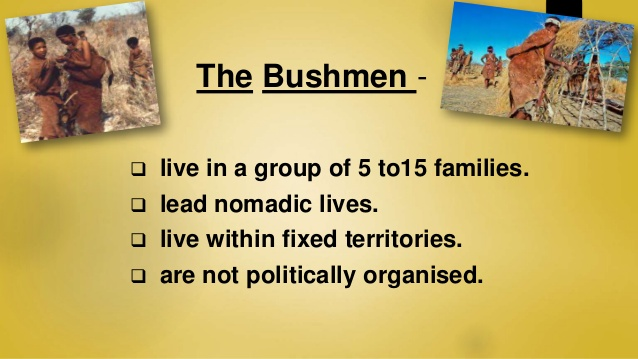 The Bushmen -
❑ live in a group of 5 to15 families.
❑ lead nomadic lives.
❑ live within fixed territories.
❑ are not politically organised.